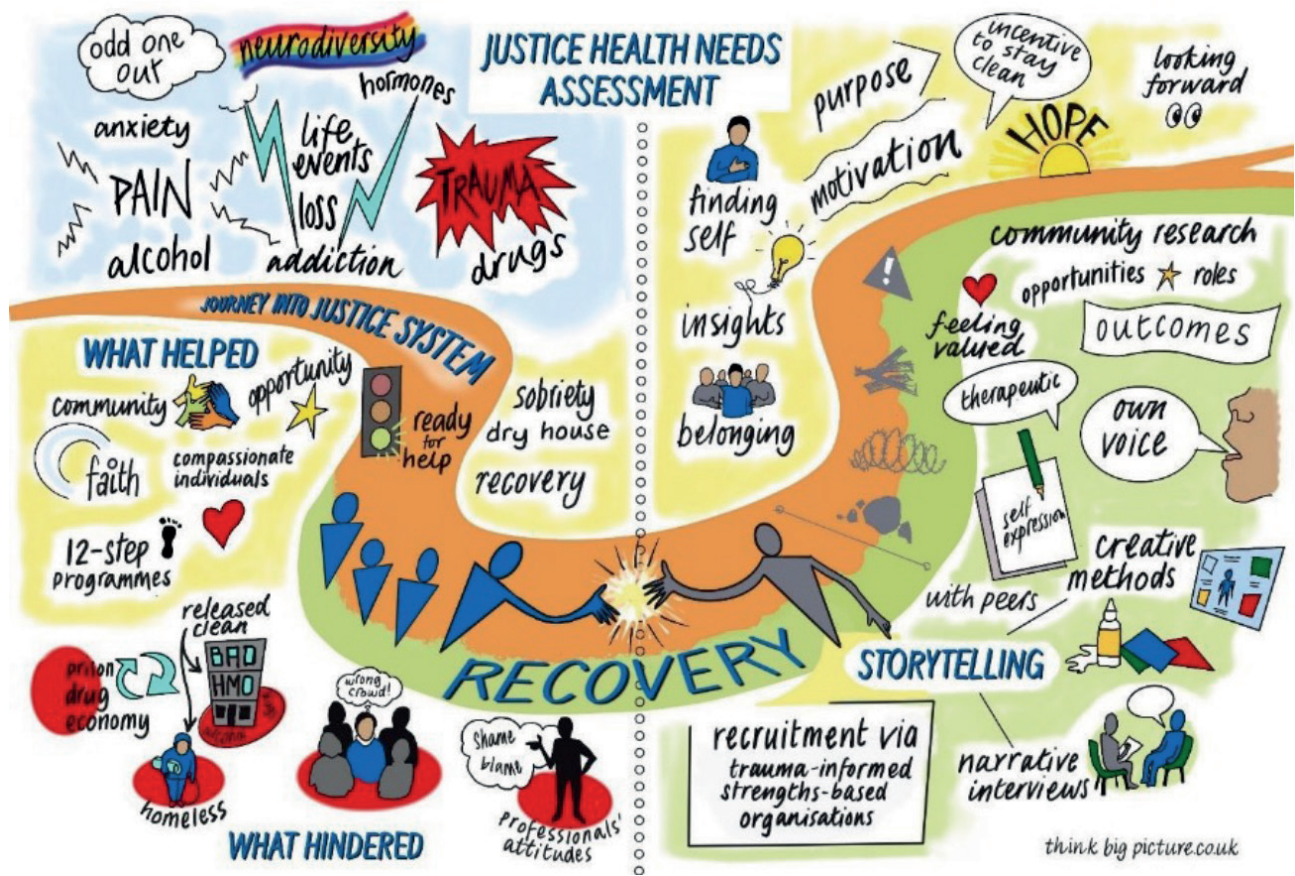 JUSTICE HEALTH NEEDS
ASSESSMENT
odd one
out
neurodiversity
hormones
anxiety
PAIN
alcohol
life
events
loss
addiction
TRAUMA
drugs
JOURNEY INTO JUSTICE SYSTEM
WHAT HELPED
community
opportunity
faith
compassionate
individuals
12-step
programmes
ready
for
help
sobriety
dry house
recovery
released
clean
prison
drug
economy
BAD
HMO
homeless
wrong
crowd!
shame
blame
professionals'
attitudes
WHAT HINDERED
RECOVERY
purpose
motivation
incentive
to stay
clean
HOPE
looking
forward
finding
self
insights
belonging
!
community research
opportunities
roles
feeling
valued
outcomes
therapeutic
own
voice
self
expression
creative
methods
with peers
STORYTELLING
narrative
interviews
recruitment via
trauma-informed
strengths-based
organisations
think big picture.co.uk